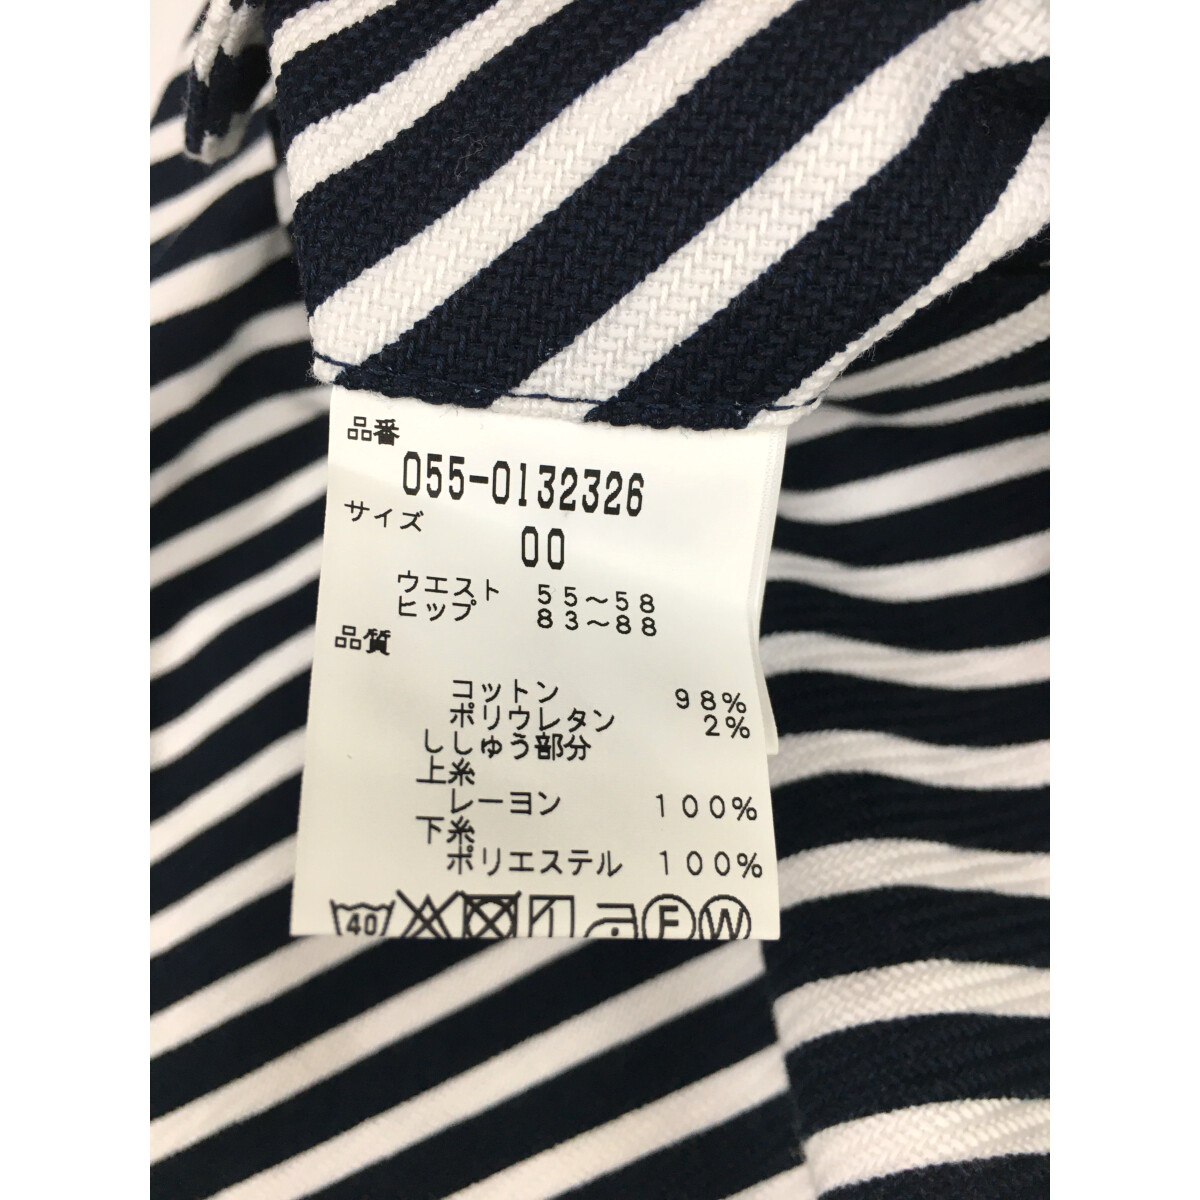 品番
055-0132326
サイズ
00
ウエスト 55～58
ヒップ 83～88
品質
コットン 98%
ポリウレタン 2%
ししゅう部分
上糸
レーヨン 100%
下糸
ポリエステル 100%
40 F W